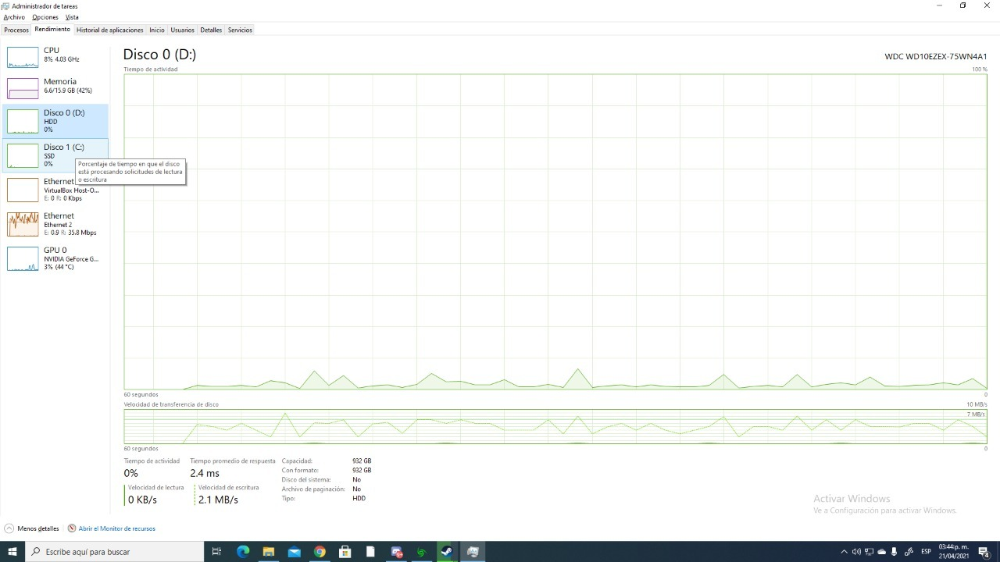 Administrador de tareas
Archivo Opciones Vista
Procesos Rendimiento Historial de aplicaciones Inicio Usuarios Detalles Servicios
CPU
8% 4.03 GHz
Memoria
6.6/15.9 GB (42%)
Disco 0 (D:)
HDD
0%
Disco 1 (C:)
SSD
0%
Porcentaje de tiempo en que el disco
está procesando solicitudes de lectura
o escritura
Ethernet
VirtualBox Host-O...
E: 0 R: 0 Kbps
Ethernet
Ethernet 2
E: 0.9 R: 35.8 Mbps
GPU 0
NVIDIA GeForce G...
3% (44 °C)
Disco 0 (D:)
WDC WD10EZEX-75WN4A1
Tiempo de actividad 100 %
60 segundos 0
Velocidad de transferencia de disco 10 MB/s
7 MB/s
60 segundos 0
Tiempo de actividad Tiempo promedio de respuesta
0% 2.4 ms
Velocidad de lectura Velocidad de escritura
0 KB/s 2.1 MB/s
Capacidad: 932 GB
Con formato: 932 GB
Disco del sistema: No
Archivo de paginación: No
Tipo: HDD
Activar Windows
Ve a Configuración para activar Windows.
Menos detalles Abrir el Monitor de recursos
Escribe aquí para buscar
ESP
03:44 p. m.
21/04/2021
4